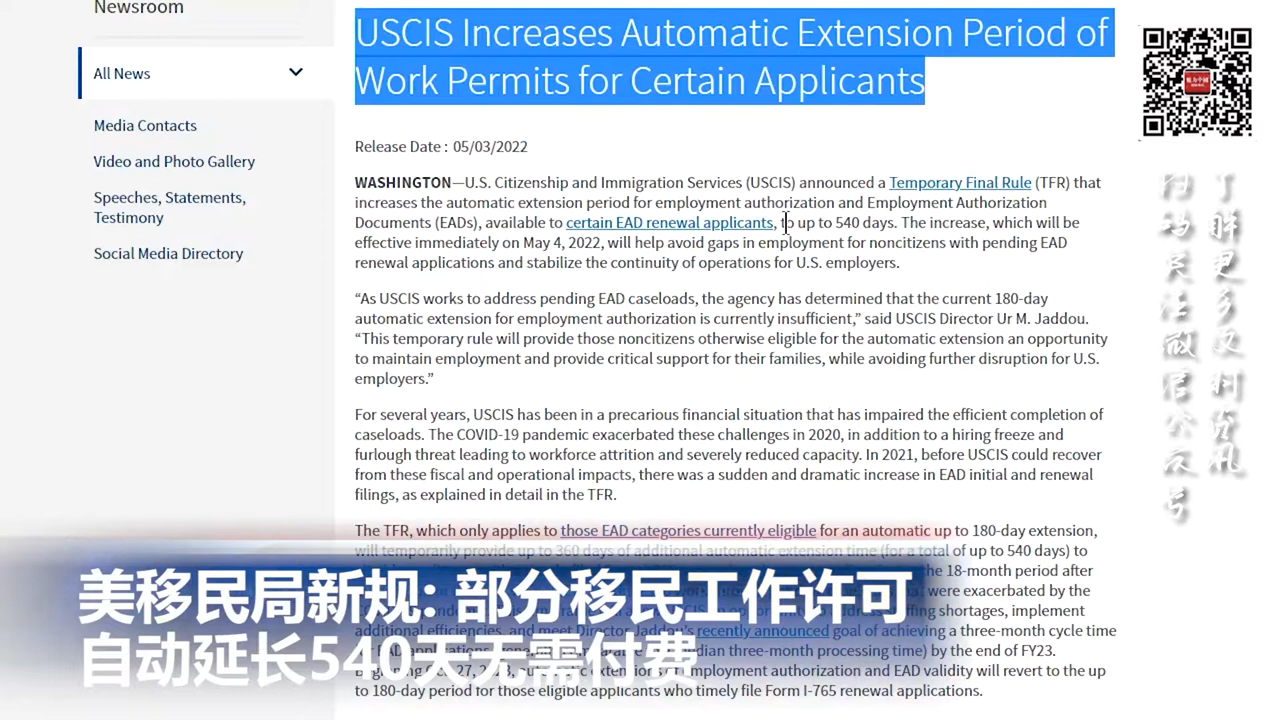 Newsroom
All News
Media Contacts
Video and Photo Gallery
Speeches, Statements,
Testimony
Social Media Directory
USCIS Increases Automatic Extension Period of
Work Permits for Certain Applicants
Release Date : 05/03/2022
WASHINGTON—U.S. Citizenship and Immigration Services (USCIS) announced a Temporary Final Rule (TFR) that
increases the automatic extension period for employment authorization and Employment Authorization
Documents (EADs), available to certain EAD renewal applicants, to up to 540 days. The increase, which will be
effective immediately on May 4, 2022, will help avoid gaps in employment for noncitizens with pending EAD
renewal applications and stabilize the continuity of operations for U.S. employers.
“As USCIS works to address pending EAD caseloads, the agency has determined that the current 180-day
automatic extension for employment authorization is currently insufficient,” said USCIS Director Ur M. Jaddou.
“This temporary rule will provide those noncitizens otherwise eligible for the automatic extension an opportunity
to maintain employment and provide critical support for their families, while avoiding further disruption for U.S.
employers.”
For several years, USCIS has been in a precarious financial situation that has impaired the efficient completion of
caseloads. The COVID-19 pandemic exacerbated these challenges in 2020, in addition to a hiring freeze and
furlough threat leading to workforce attrition and severely reduced capacity. In 2021, before USCIS could recover
from these fiscal and operational impacts, there was a sudden and dramatic increase in EAD initial and renewal
filings, as explained in detail in the TFR.
The TFR, which only applies to those EAD categories currently eligible for an automatic up to 180-day extension,
will temporarily provide up to 360 days of additional automatic extension time (for a total of up to 540 days) to
the 18-month period after
were exacerbated by the
shortages, implement
additional efficiencies, and meet Director Jaddou's recently announced goal of achieving a three-month cycle time
three-month processing time) by the end of FY23.
employment authorization and EAD validity will revert to the up
to 180-day period for those eligible applicants who timely file Form I-765 renewal applications.
美移民局新规: 部分移民工作许可
自动延长540天无需付费
了解更多便利资讯
扫码关注微信公众号